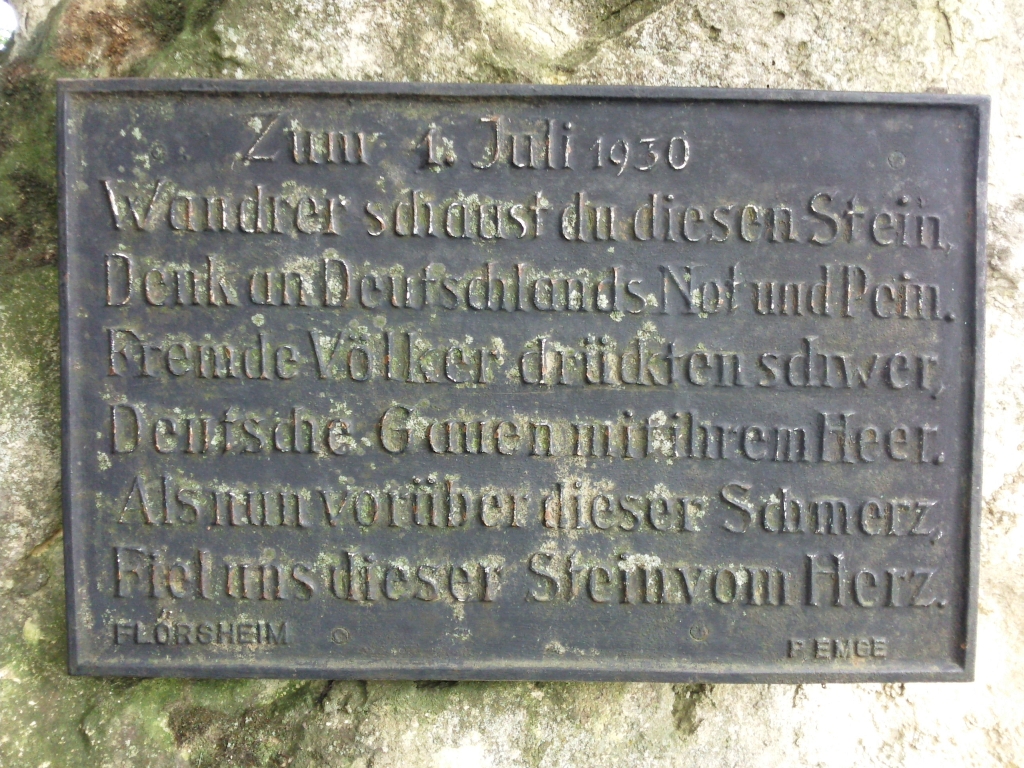 Zum 1. Juli 1930
Wandrer schaust du diesen Stein,
Denk an Deutschlands Not und Pein.
Fremde Völker drückten schwer,
Deutsche Gauen mit ihrem Heer.
Als nun vorüber dieser Schmerz,
Fiel uns dieser Stein vom Herz.
FLÖRSHEIM P. EMGE